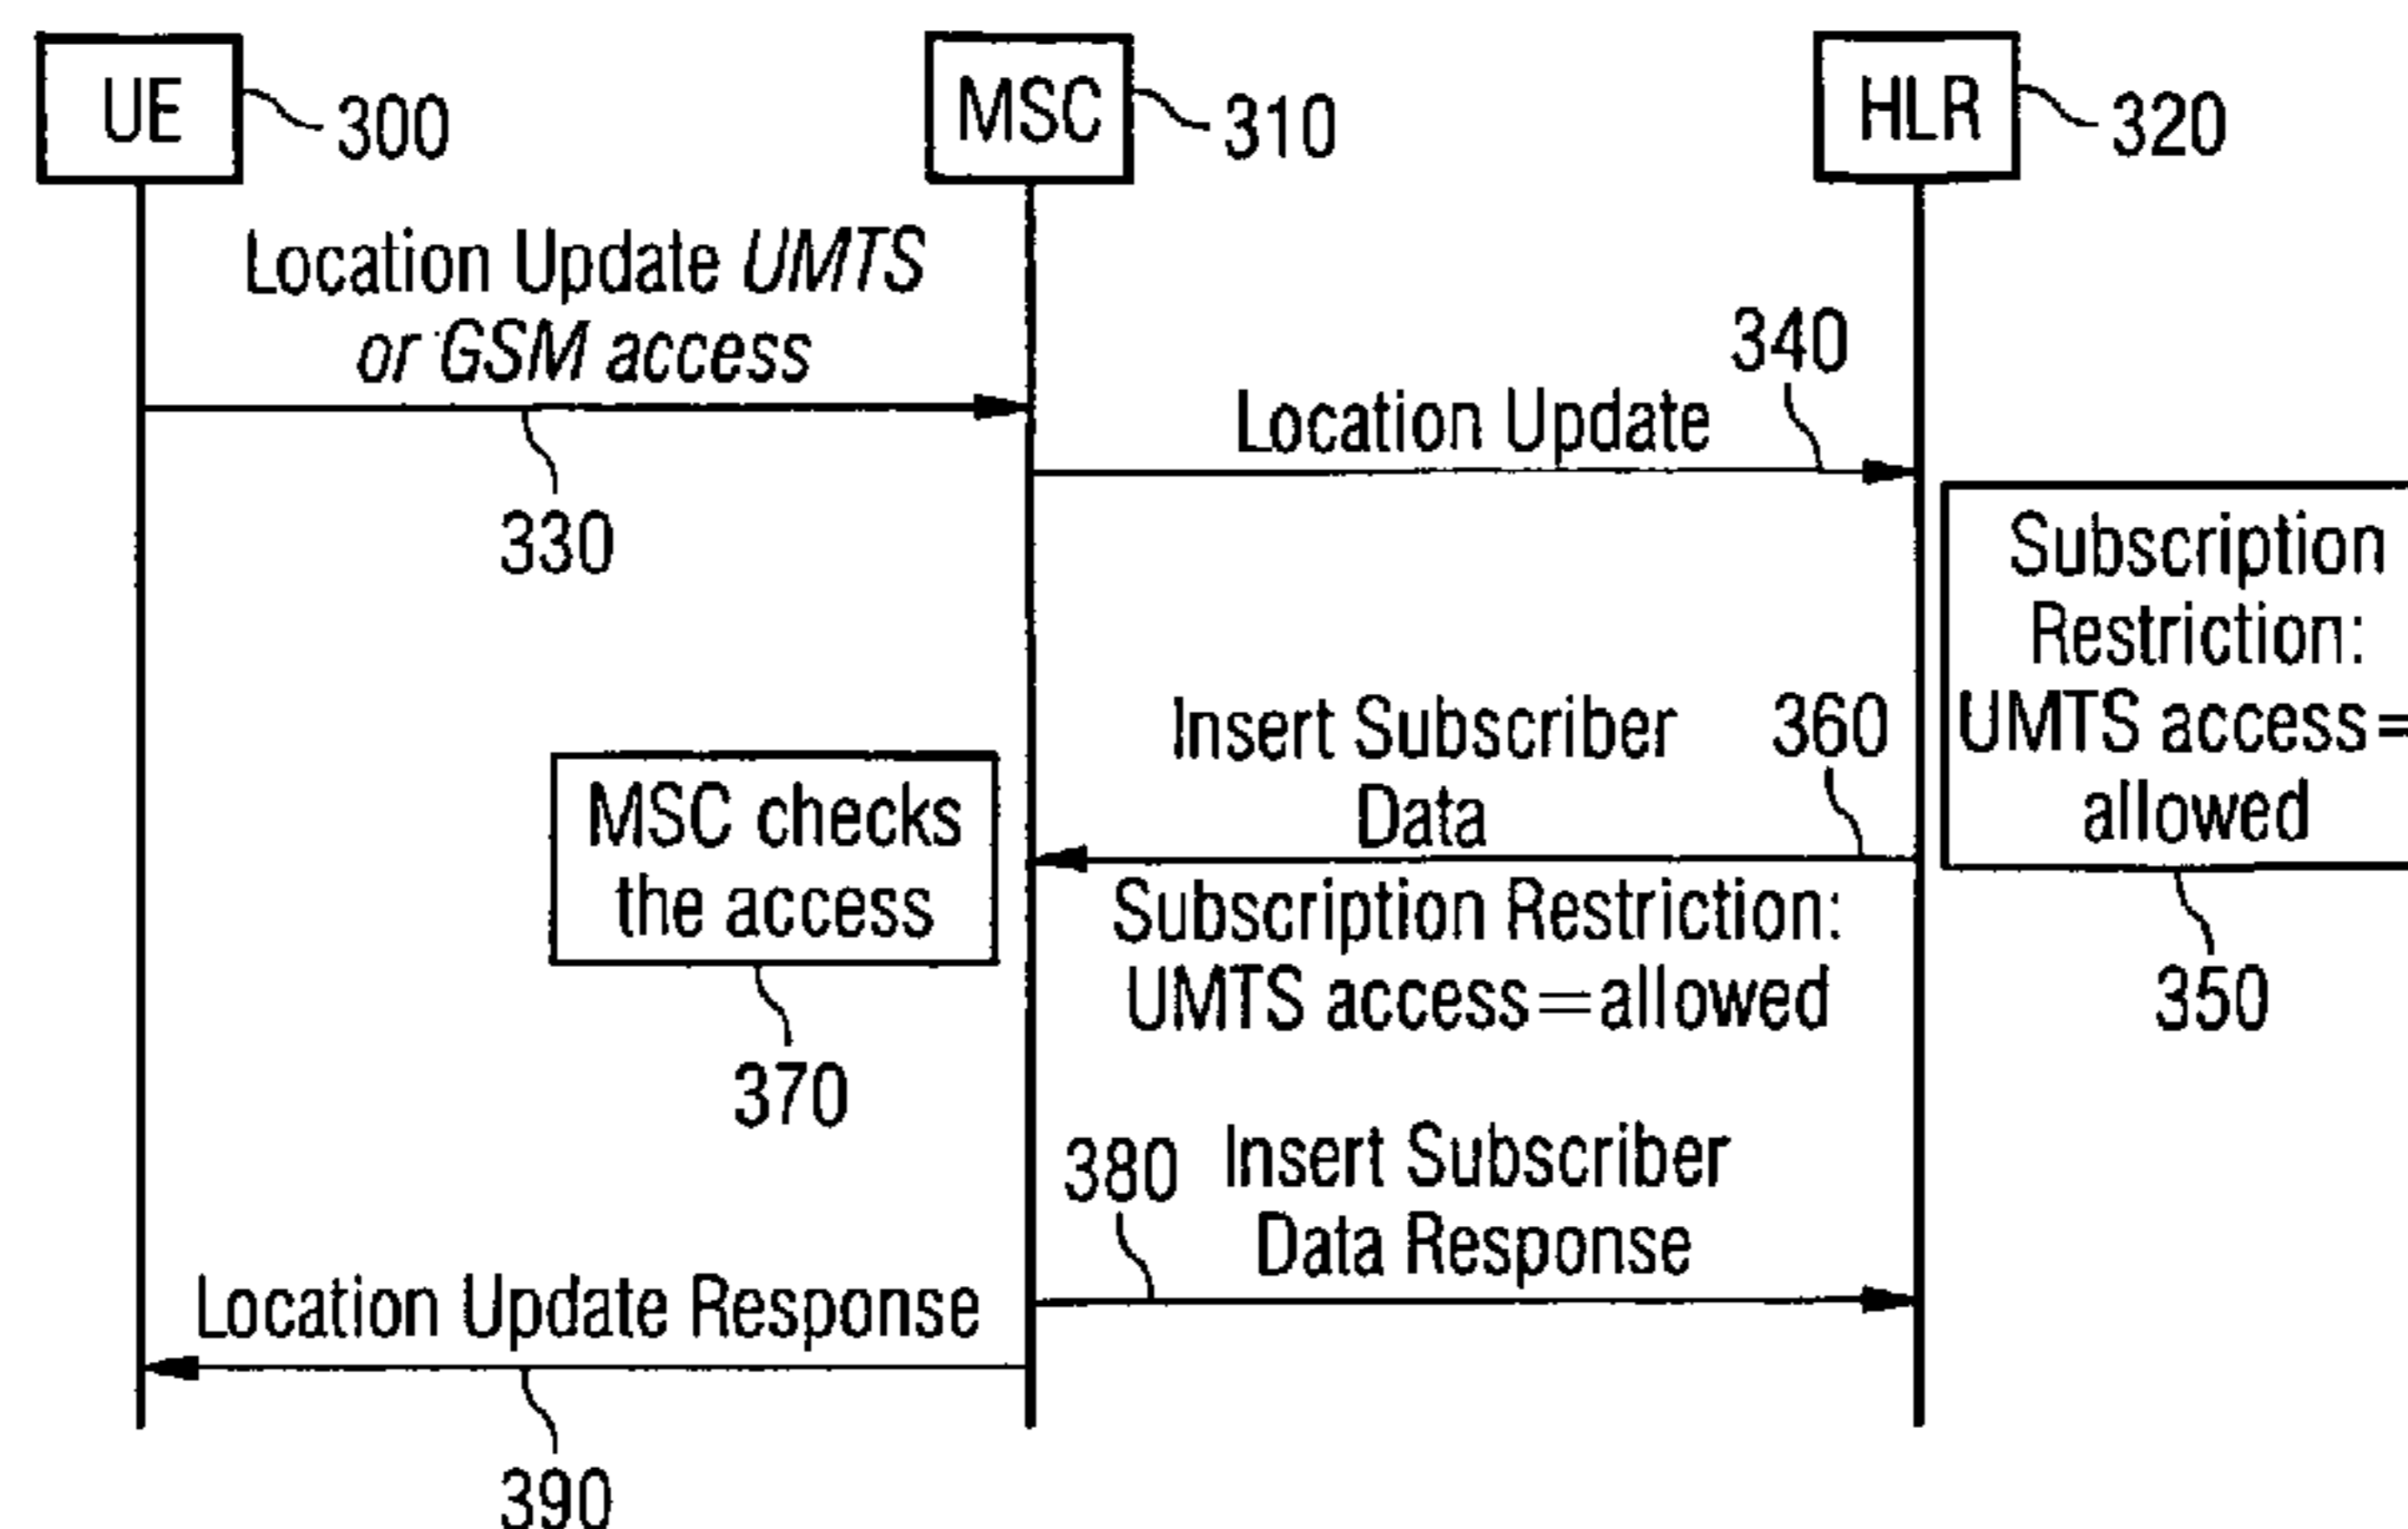 UE
300
MSC
310
HLR
320
Location Update UMTS
or GSM access
330
340
Location Update
Subscription
Restriction:
UMTS access=
allowed
350
Insert Subscriber
Data
360
Subscription Restriction:
UMTS access=allowed
MSC checks
the access
370
380
Insert Subscriber
Data Response
Location Update Response
390